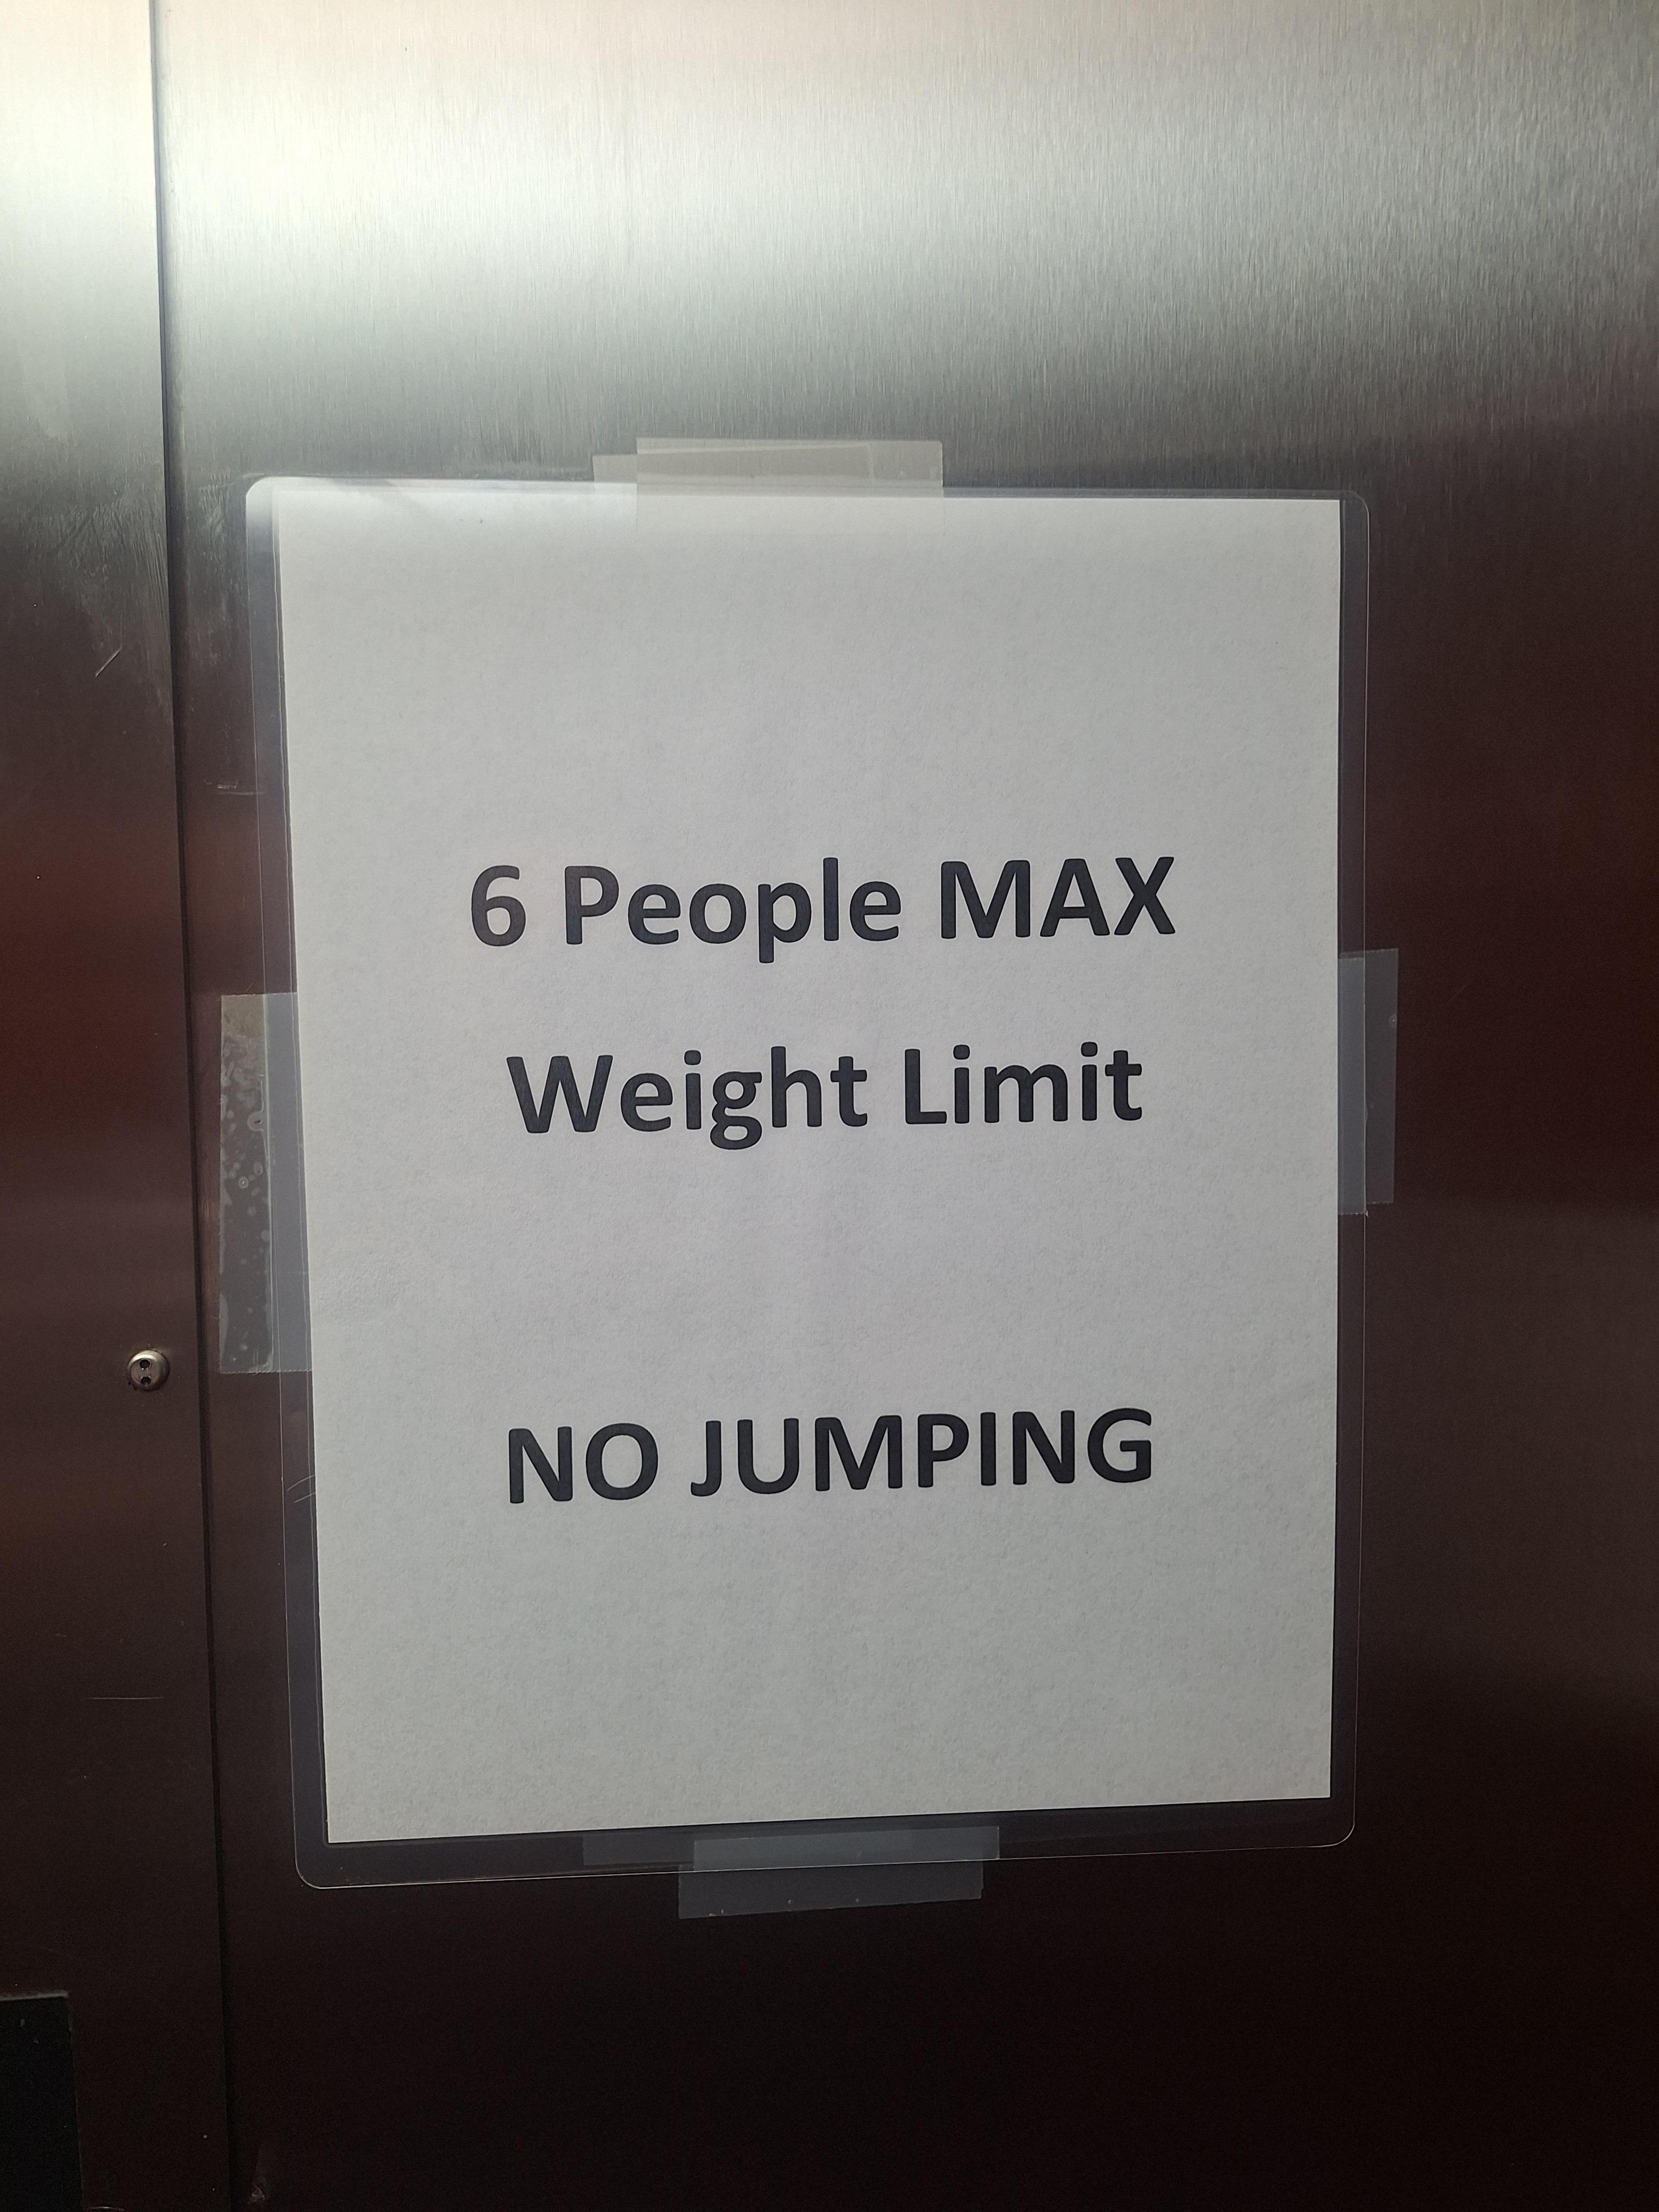 6 People MAX
Weight Limit
NO JUMPING